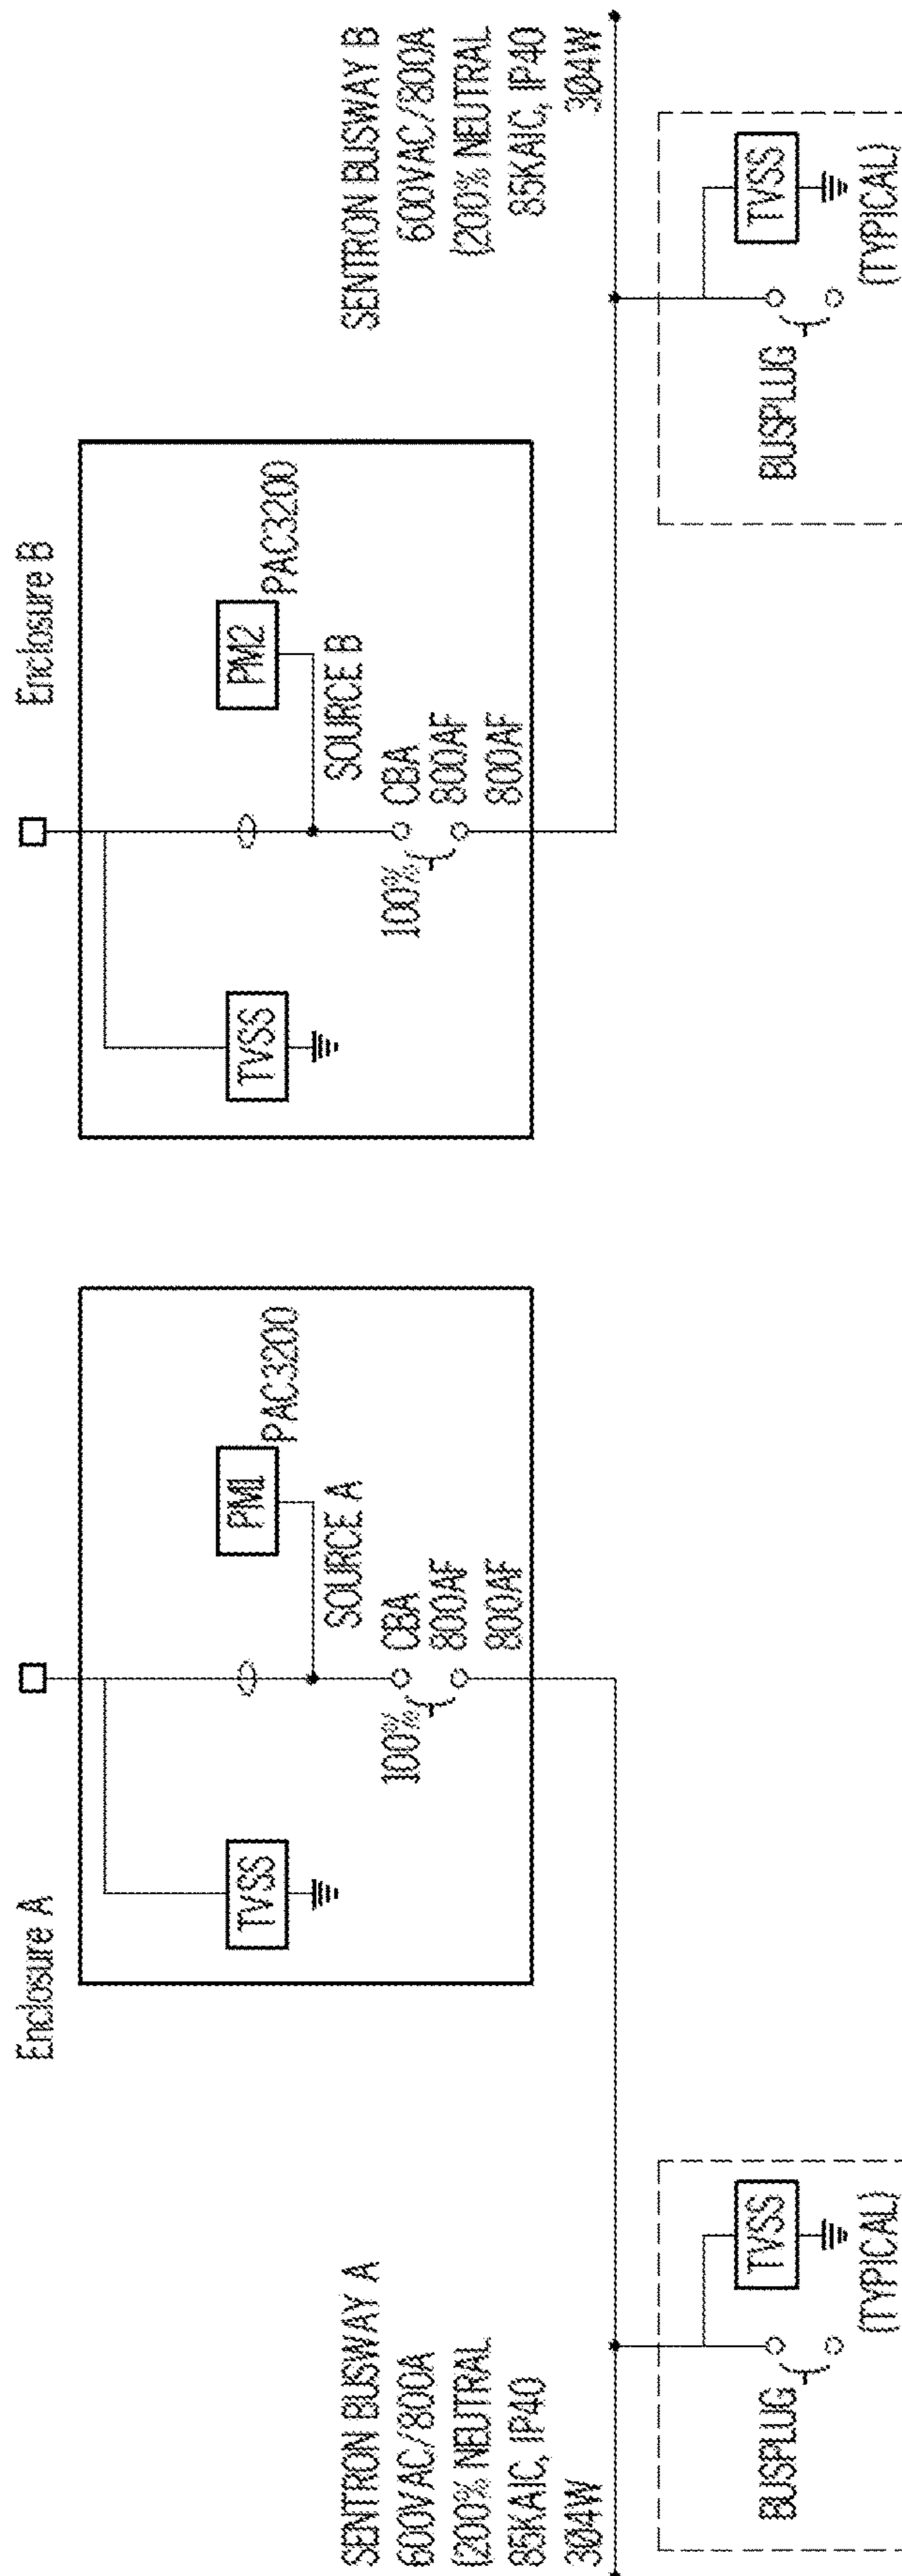 Enclosure A
TVSS
PM1
PAC3200
SOURCE A
100%
CBA
800AF
800AF
SENTRON BUSWAY A
600VAC/800A
(200% NEUTRAL
85KAIC, IP40
304W
BUSPLUG
TVSS
(TYPICAL)
Enclosure B
TVSS
PM2
PAC3200
SOURCE B
100%
CBA
800AF
800AF
SENTRON BUSWAY B
600VAC/800A
(200% NEUTRAL
85KAIC, IP40
304W
BUSPLUG
TVSS
(TYPICAL)